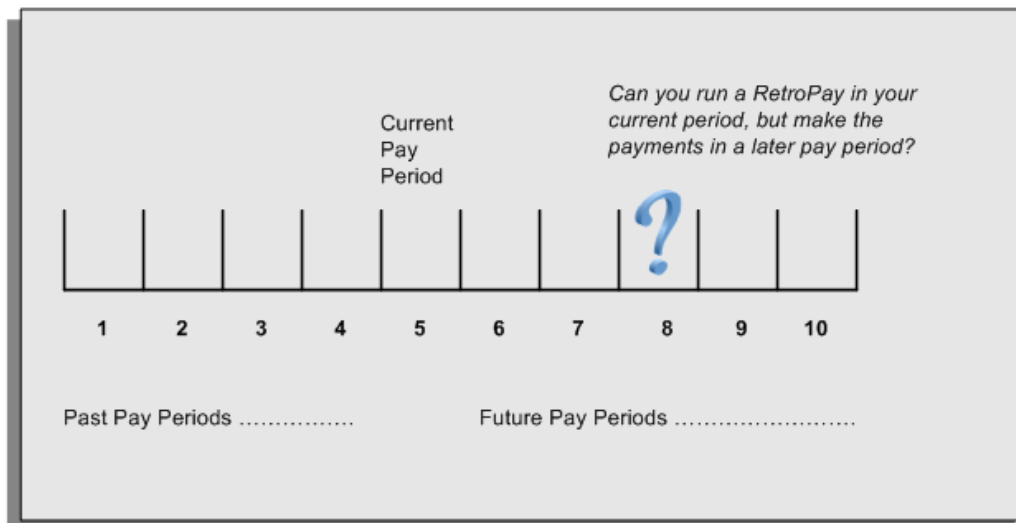 Can you run a RetroPay in your
current period, but make the
payments in a later pay period?
Current
Pay
Period
?
1 2 3 4 5 6 7 8 9 10
Past Pay Periods ................
Future Pay Periods .........................